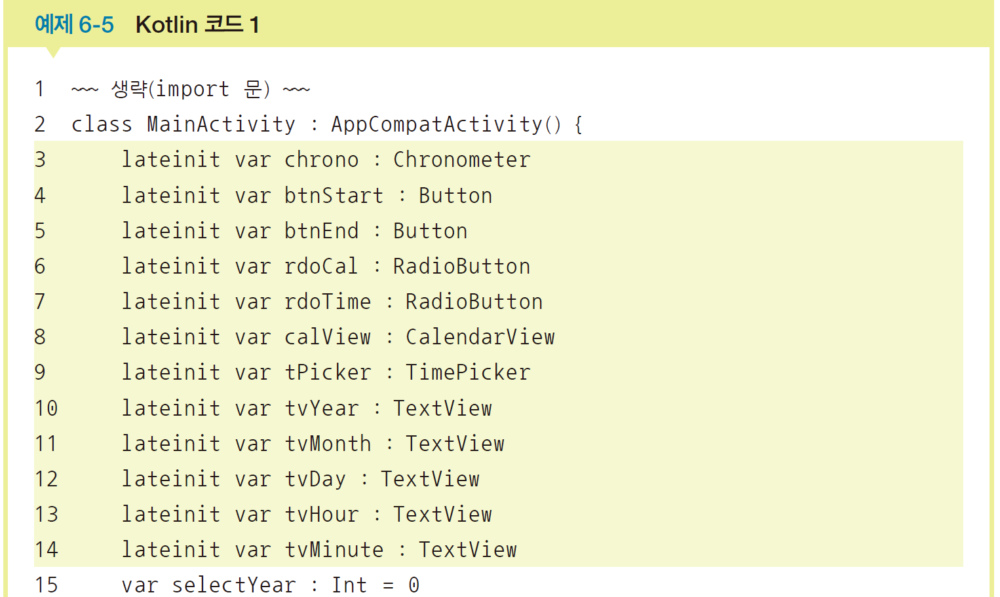 예제 6-5 Kotlin 코드 1
1 ~~~ 생략(import 문) ~~~
2 class MainActivity : AppCompatActivity() {
3 lateinit var chrono : Chronometer
4 lateinit var btnStart : Button
5 lateinit var btnEnd : Button
6 lateinit var rdoCal : RadioButton
7 lateinit var rdoTime : RadioButton
8 lateinit var calView : CalendarView
9 lateinit var tPicker : TimePicker
10 lateinit var tvYear : TextView
11 lateinit var tvMonth : TextView
12 lateinit var tvDay : TextView
13 lateinit var tvHour : TextView
14 lateinit var tvMinute : TextView
15 var selectYear : Int = 0